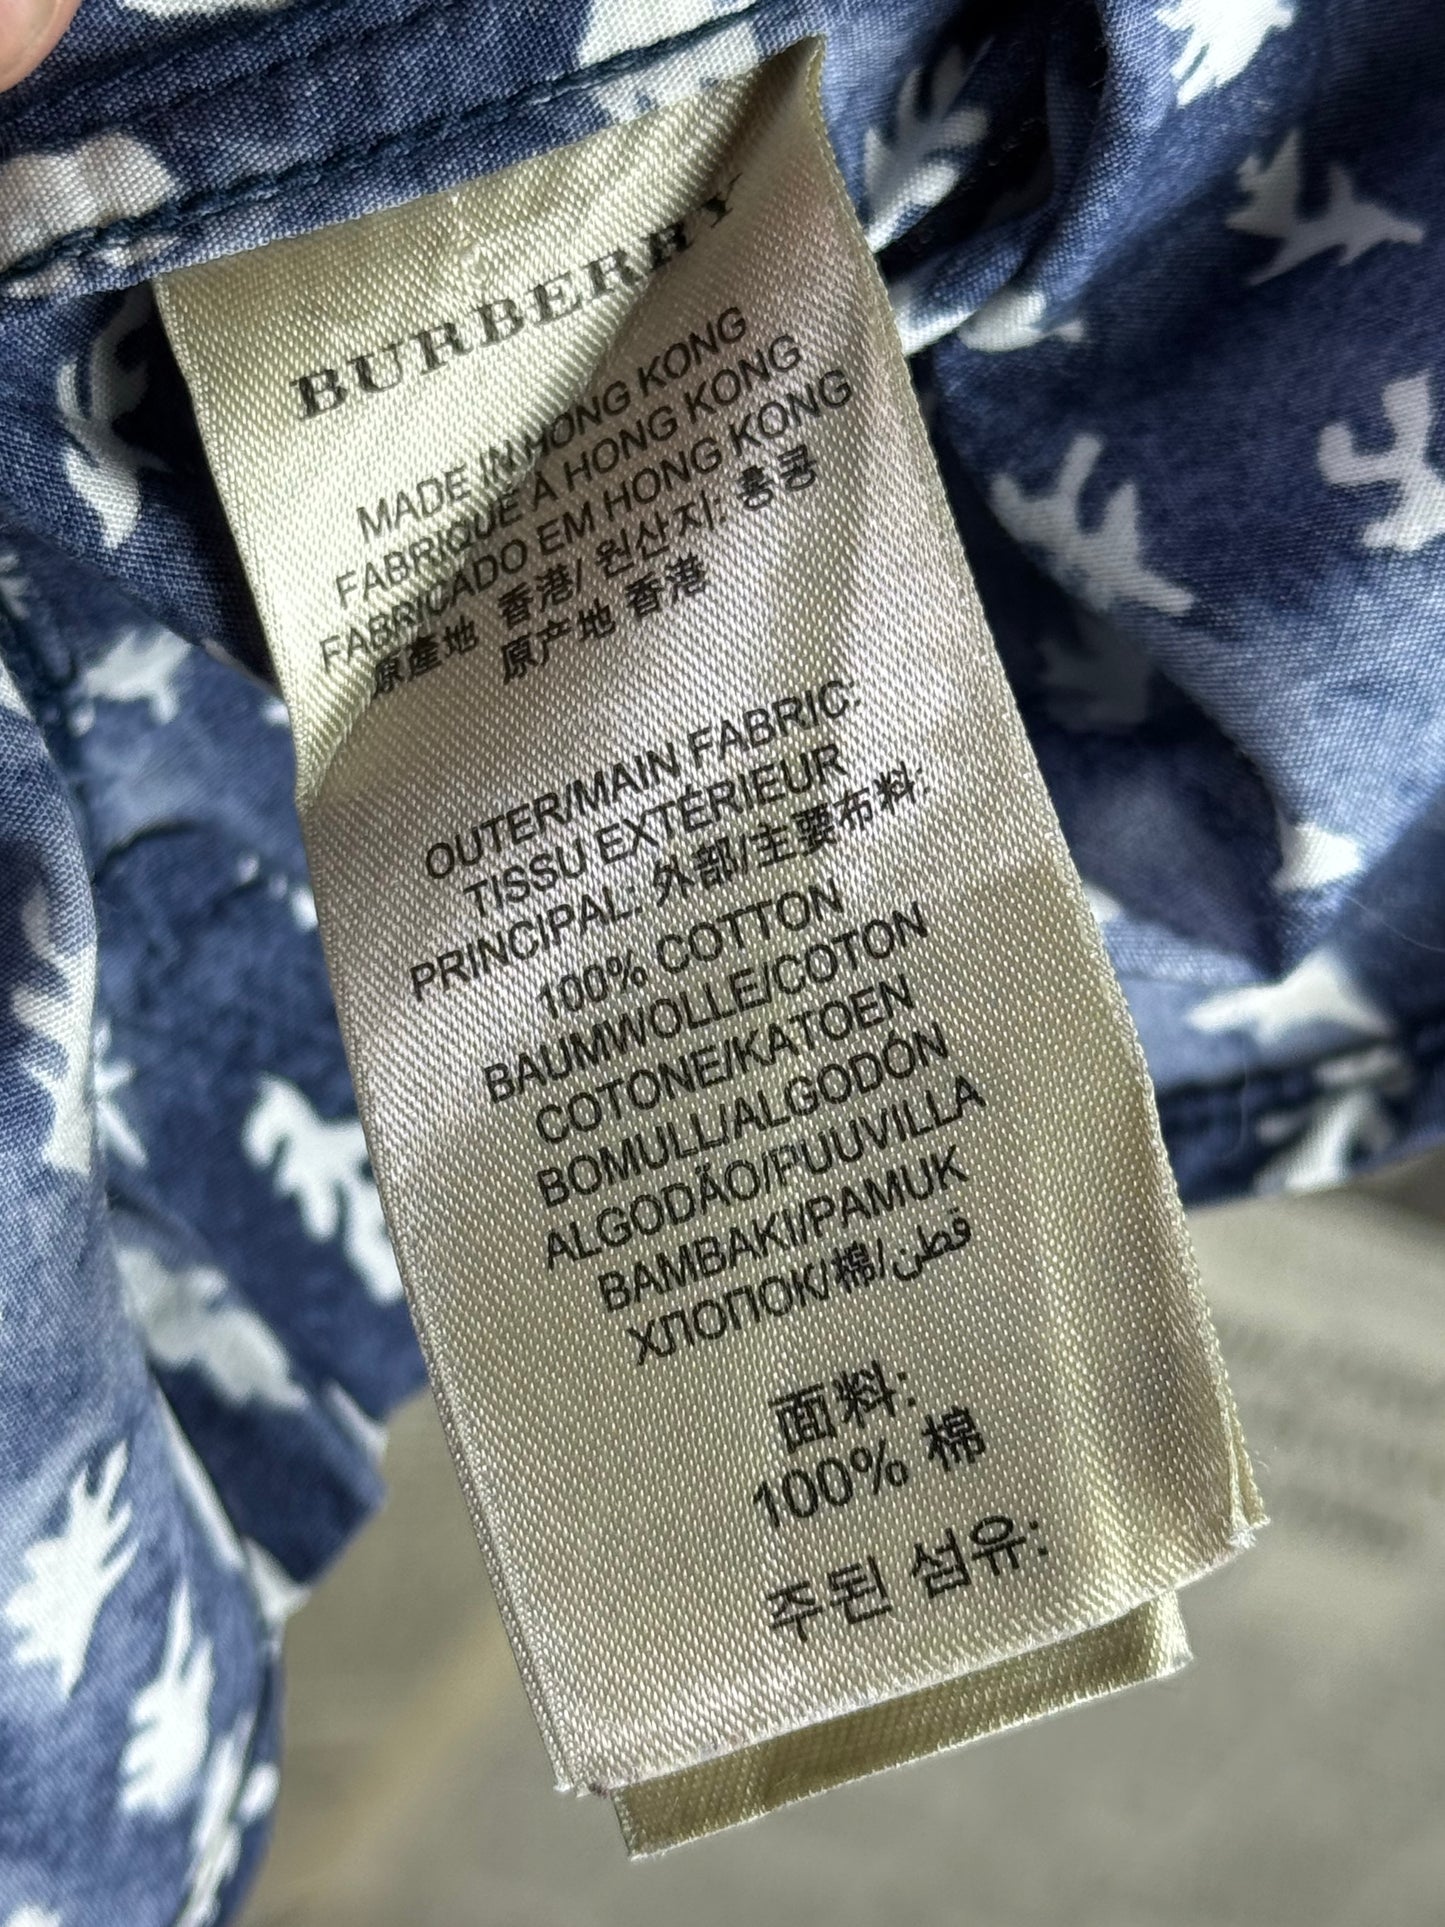 BURBERRY
MADE IN HONG KONG
FABRIQUÉ À HONG KONG
FABRICADO EM HONG KONG
原產地 香港/ 원산지: 홍콩
原产地 香港
OUTER/MAIN FABRIC:
TISSU EXTÉRIEUR
PRINCIPAL: 外部/主要布料:
100% COTTON
BAUMWOLLE/COTON
COTONE/KATOEN
BOMULL/ALGODÓN
ALGODÃO/PUUVILLA
BAMBAKI/PAMUK
ХЛОПОК/棉/قطن
面料:
100% 棉
주된 섬유: